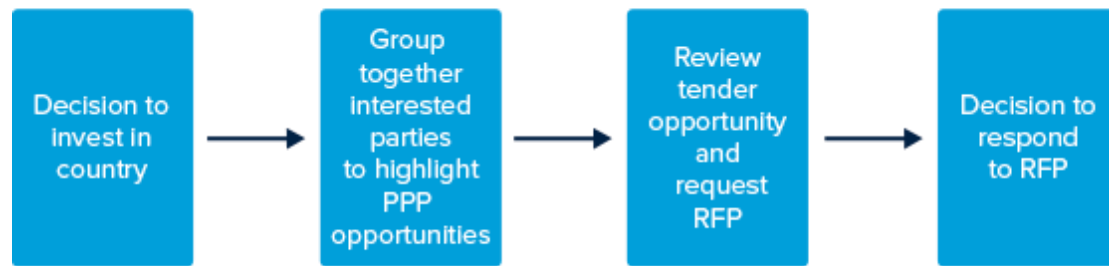 Decision to
invest in
country
Group
together
interested
parties
to highlight
PPP
opportunities
Review
tender
opportunity
and
request
RFP
Decision to
respond
to RFP